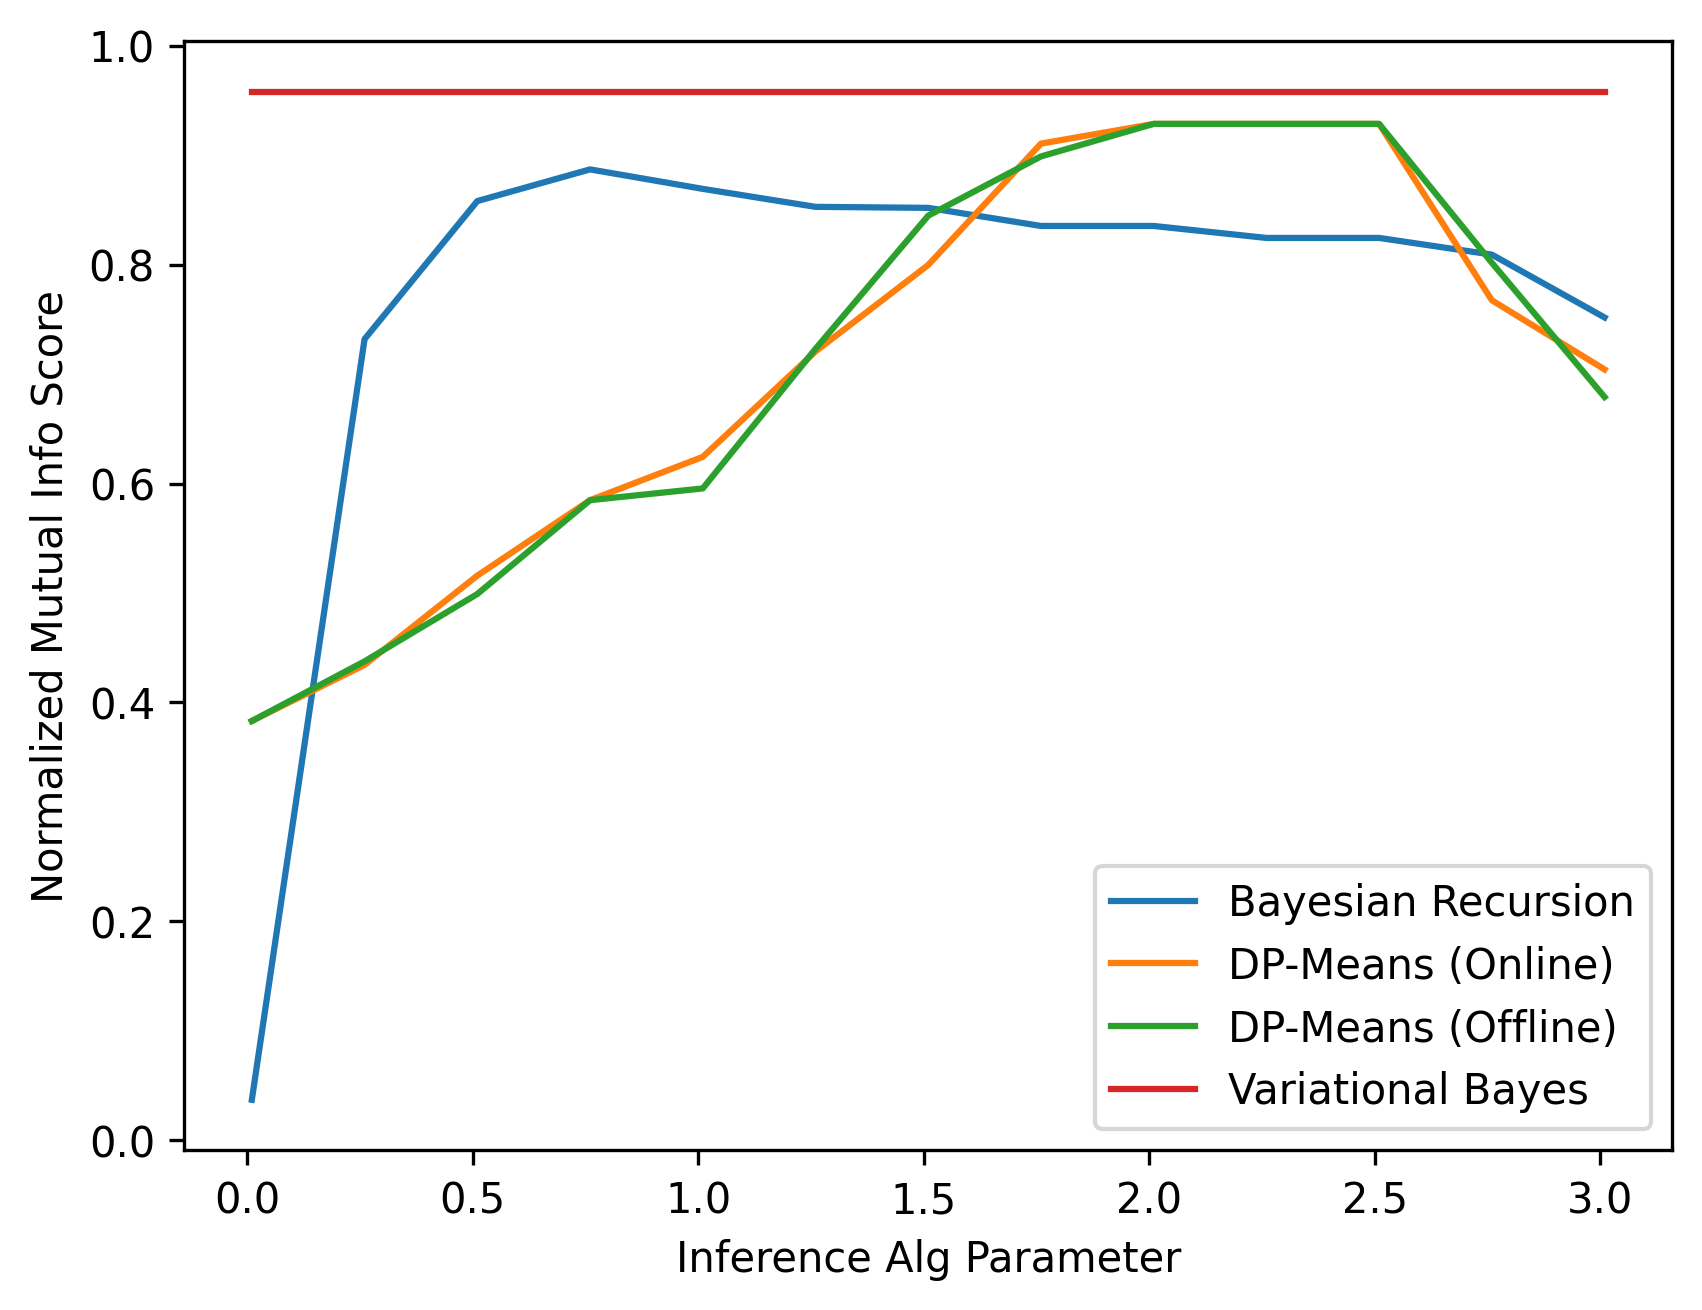 1.0
0.8
0.6
0.4
0.2
0.0
Normalized Mutual Info Score
Bayesian Recursion
DP-Means (Online)
DP-Means (Offline)
Variational Bayes
0.0 0.5 1.0 1.5 2.0 2.5 3.0
Inference Alg Parameter